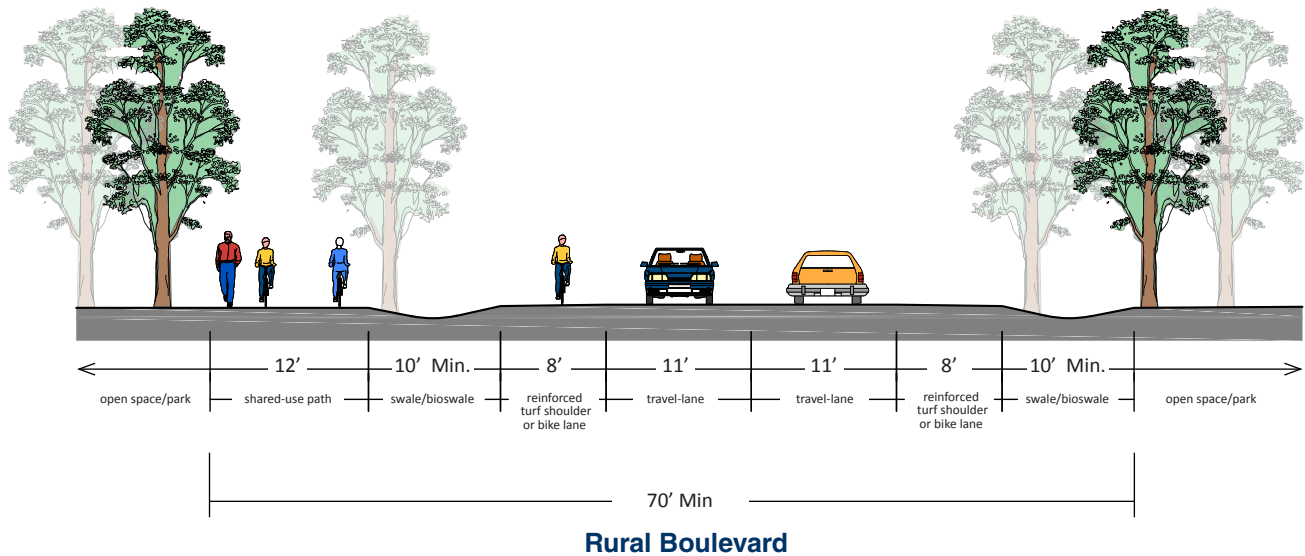 12’ 10’ Min. 8’ 11’ 11’ 8’ 10’ Min.
open space/park shared-use path swale/bioswale reinforced travel-lane travel-lane reinforced swale/bioswale open space/park
turf shoulder turf shoulder
or bike lane or bike lane
70’ Min
Rural Boulevard